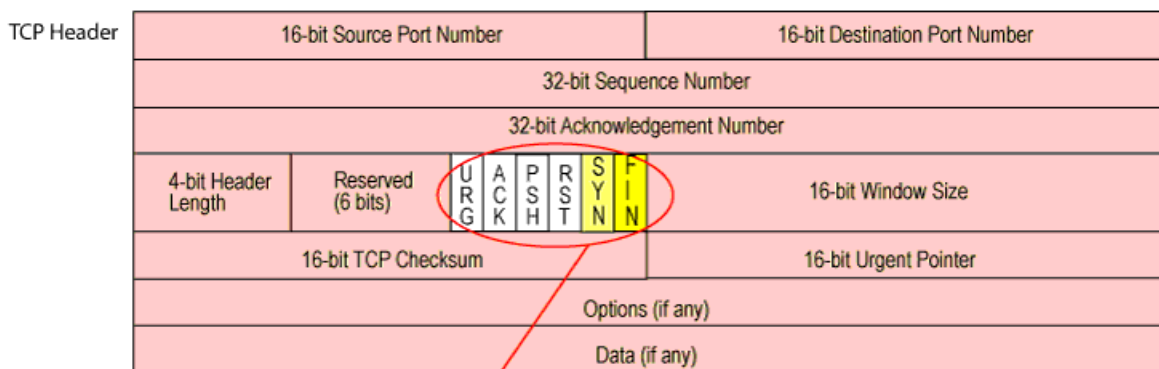 TCP Header
16-bit Source Port Number
16-bit Destination Port Number
32-bit Sequence Number
32-bit Acknowledgement Number
4-bit Header
Length
Reserved
(6 bits)
URG
ACK
PSH
RST
SYN
FIN
16-bit Window Size
16-bit TCP Checksum
16-bit Urgent Pointer
Options (if any)
Data (if any)